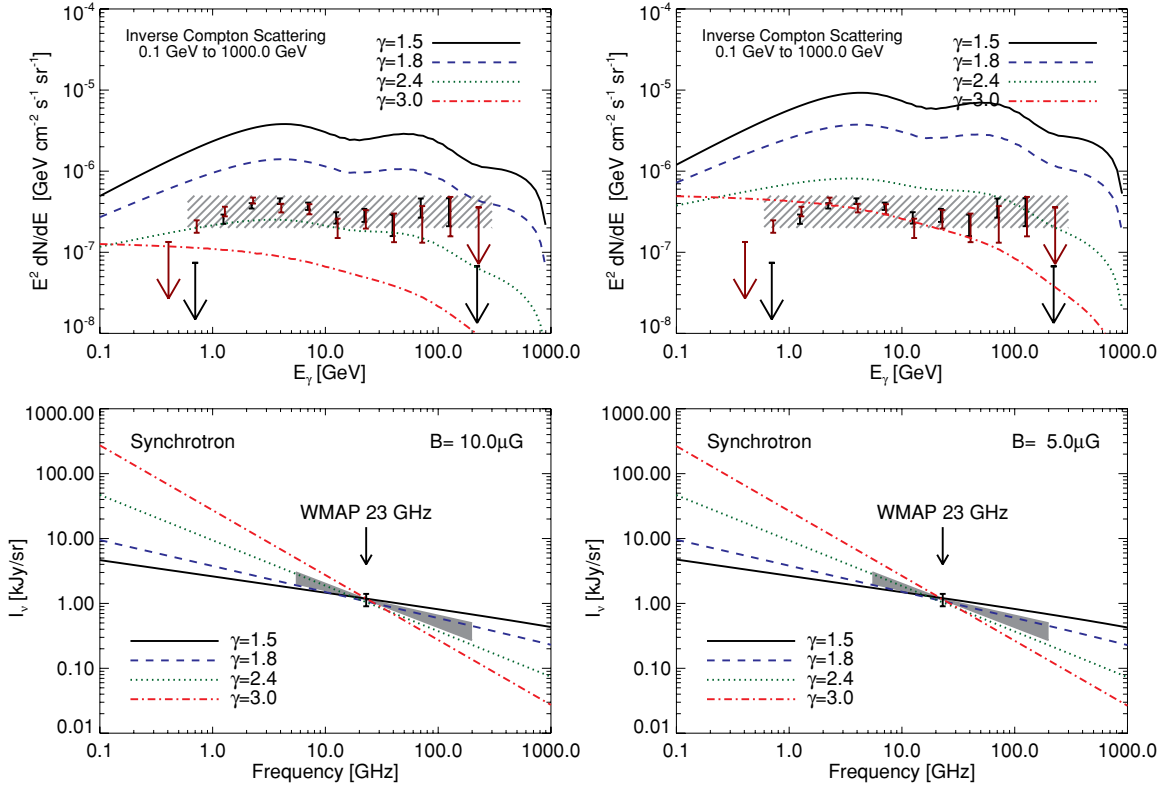 Inverse Compton Scattering
0.1 GeV to 1000.0 GeV
γ=1.5
γ=1.8
γ=2.4
γ=3.0
10⁻⁴
10⁻⁵
10⁻⁶
10⁻⁷
10⁻⁸
E² dN/dE [GeV cm⁻² s⁻¹ sr⁻¹]
0.1 1.0 10.0 100.0 1000.0
Eγ [GeV]
Inverse Compton Scattering
0.1 GeV to 1000.0 GeV
γ=1.5
γ=1.8
γ=2.4
γ=3.0
10⁻⁴
10⁻⁵
10⁻⁶
10⁻⁷
10⁻⁸
E² dN/dE [GeV cm⁻² s⁻¹ sr⁻¹]
0.1 1.0 10.0 100.0 1000.0
Eγ [GeV]
Synchrotron B= 10.0μG
WMAP 23 GHz
γ=1.5
γ=1.8
γ=2.4
γ=3.0
1000.00
100.00
10.00
1.00
0.10
0.01
Iν [kJy/sr]
0.1 1.0 10.0 100.0 1000.0
Frequency [GHz]
Synchrotron B= 5.0μG
WMAP 23 GHz
γ=1.5
γ=1.8
γ=2.4
γ=3.0
1000.00
100.00
10.00
1.00
0.10
0.01
Iν [kJy/sr]
0.1 1.0 10.0 100.0 1000.0
Frequency [GHz]